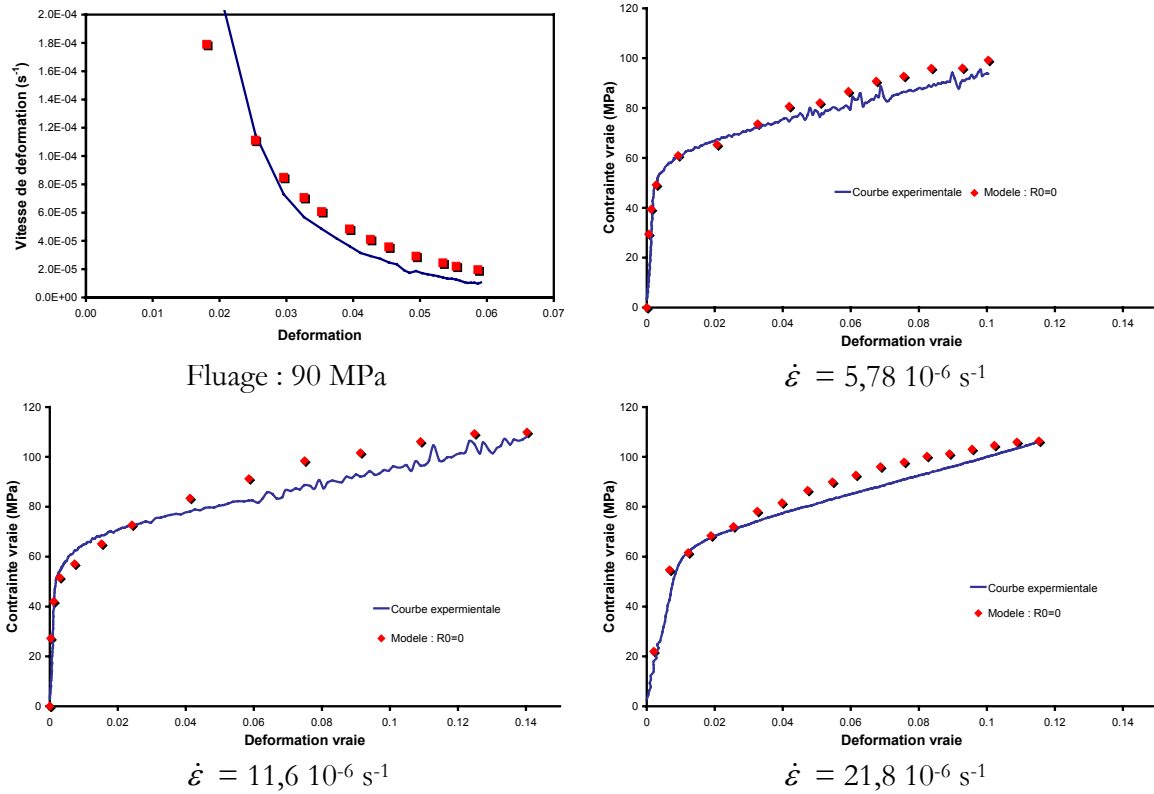 2.0E-04
1.8E-04
1.6E-04
1.4E-04
1.2E-04
1.0E-04
8.0E-05
6.0E-05
4.0E-05
2.0E-05
0.0E+00
Vitesse de deformation (s-1)
0.00 0.01 0.02 0.03 0.04 0.05 0.06 0.07
Deformation
Fluage : 90 MPa
120
100
80
60
40
20
0
Contrainte vraie (MPa)
Courbe experimentale Modele : R0=0
0 0.02 0.04 0.06 0.08 0.1 0.12 0.14
Deformation vraie
ε̇ = 5,78 10-6 s-1
120
100
80
60
40
20
0
Contrainte vraie (MPa)
Courbe expermientale
Modele : R0=0
0 0.02 0.04 0.06 0.08 0.1 0.12 0.14
Deformation vraie
ε̇ = 11,6 10-6 s-1
120
100
80
60
40
20
0
Contrainte vraie (MPa)
Courbe expermientale
Modele : R0=0
0 0.02 0.04 0.06 0.08 0.1 0.12 0.14
Deformation vraie
ε̇ = 21,8 10-6 s-1